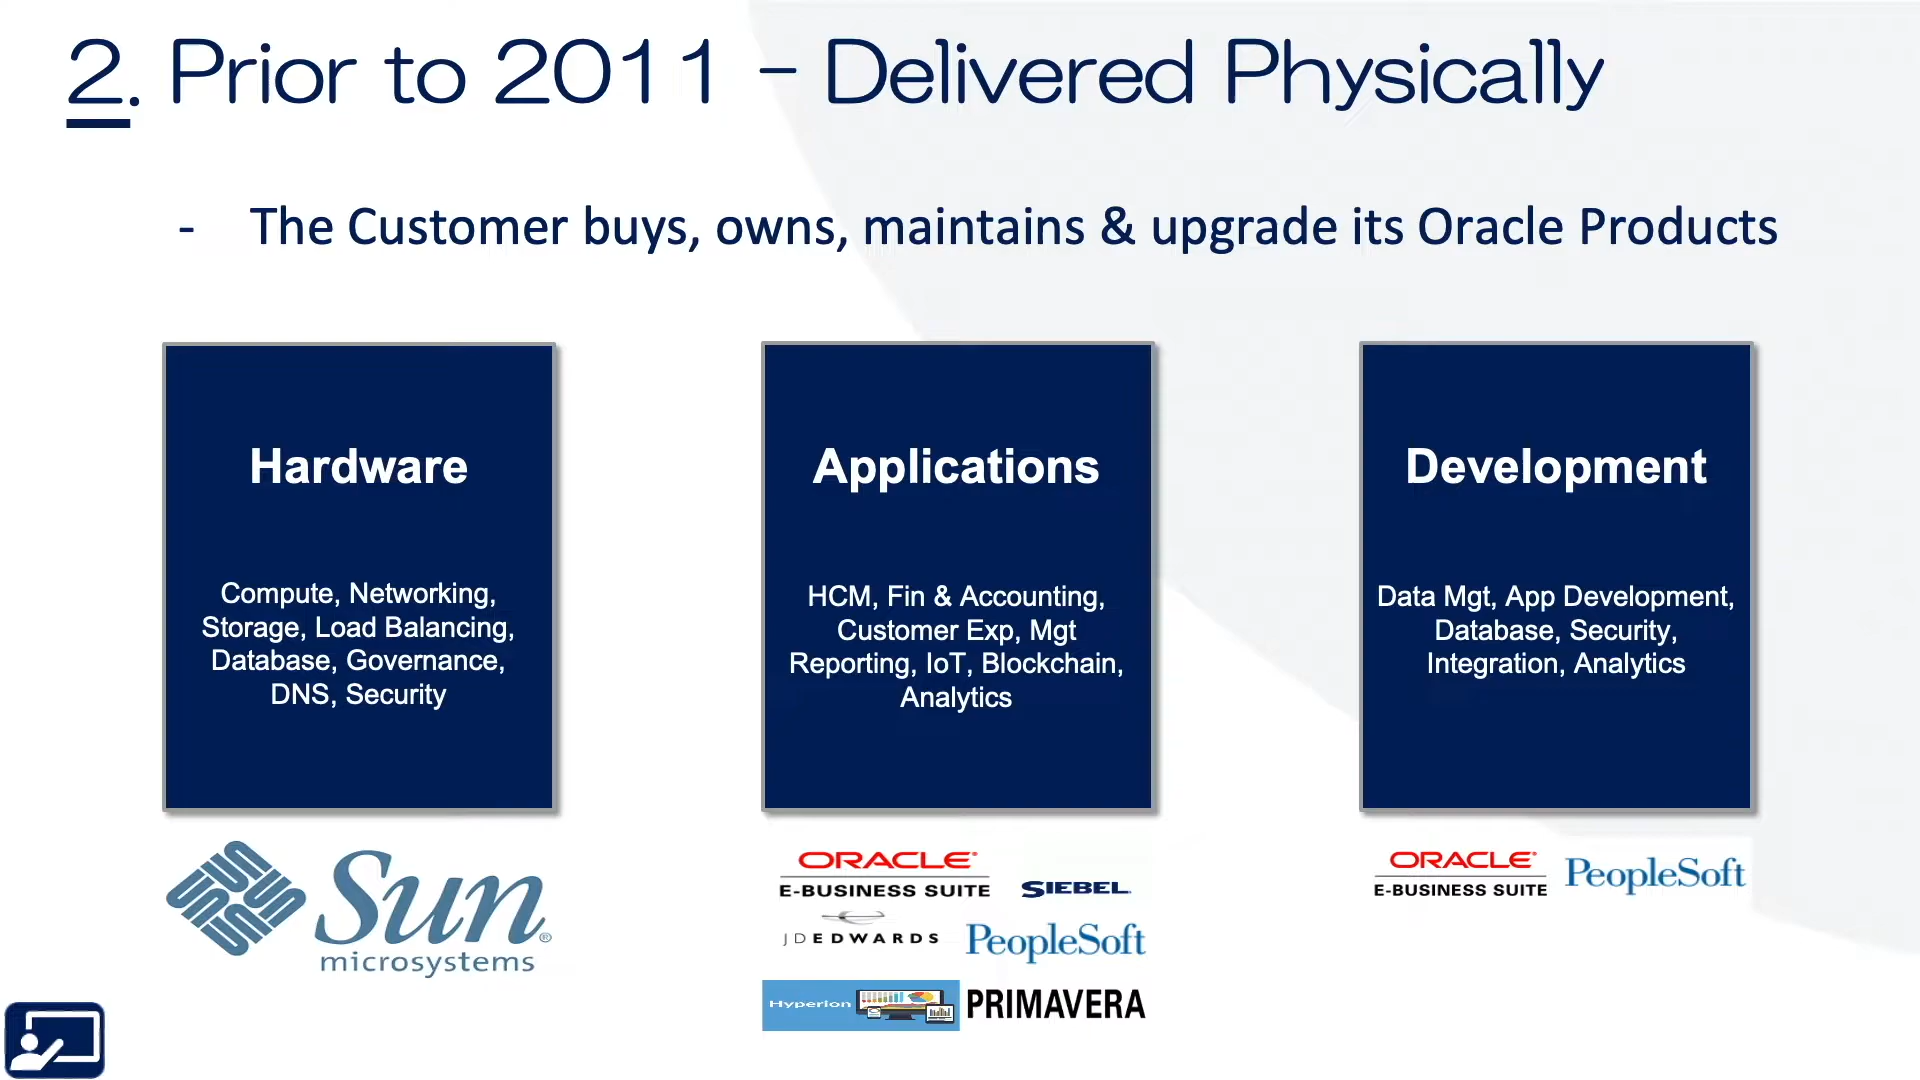 2. Prior to 2011 - Delivered Physically
- The Customer buys, owns, maintains & upgrade its Oracle Products
Hardware
Compute, Networking,
Storage, Load Balancing,
Database, Governance,
DNS, Security
Sun
microsystems
Applications
HCM, Fin & Accounting,
Customer Exp, Mgt
Reporting, IoT, Blockchain,
Analytics
ORACLE
E-BUSINESS SUITE
SIEBEL
JDEDWARDS
PeopleSoft
Hyperion
PRIMAVERA
Development
Data Mgt, App Development,
Database, Security,
Integration, Analytics
ORACLE
E-BUSINESS SUITE
PeopleSoft